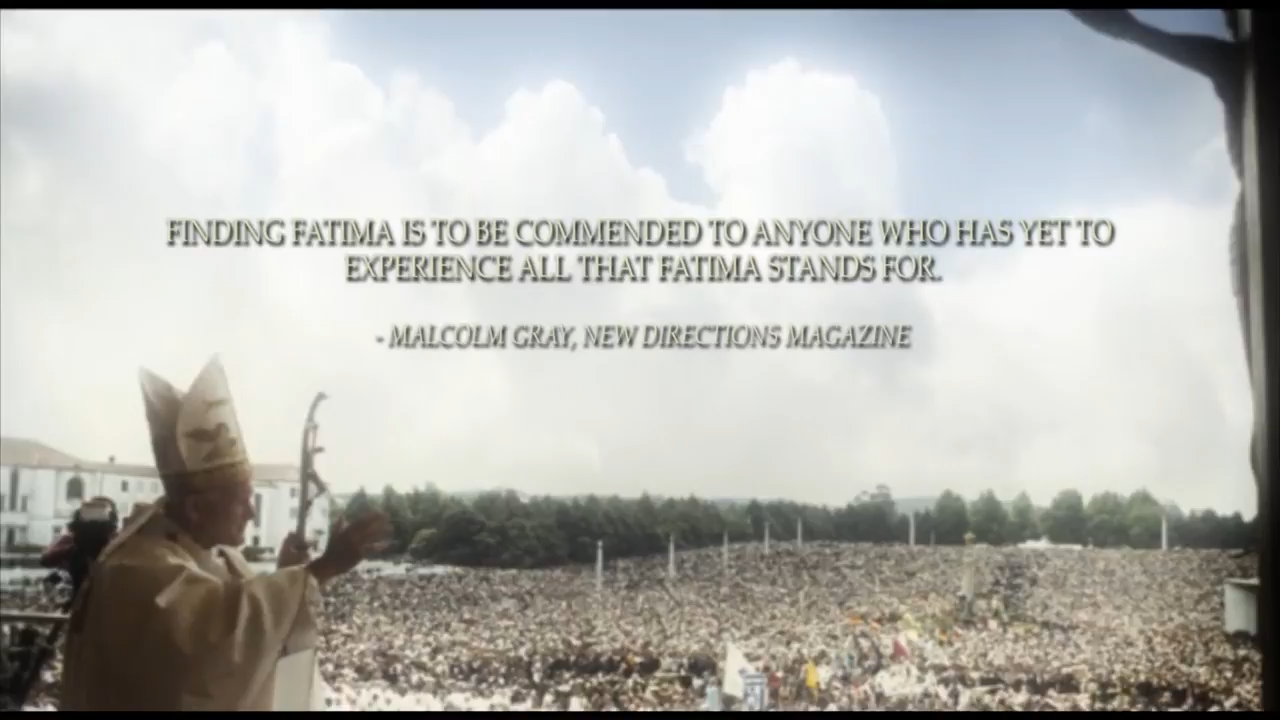 FINDING FATIMA IS TO BE COMMENDED TO ANYONE WHO HAS YET TO
EXPERIENCE ALL THAT FATIMA STANDS FOR.
- MALCOLM GRAY, NEW DIRECTIONS MAGAZINE